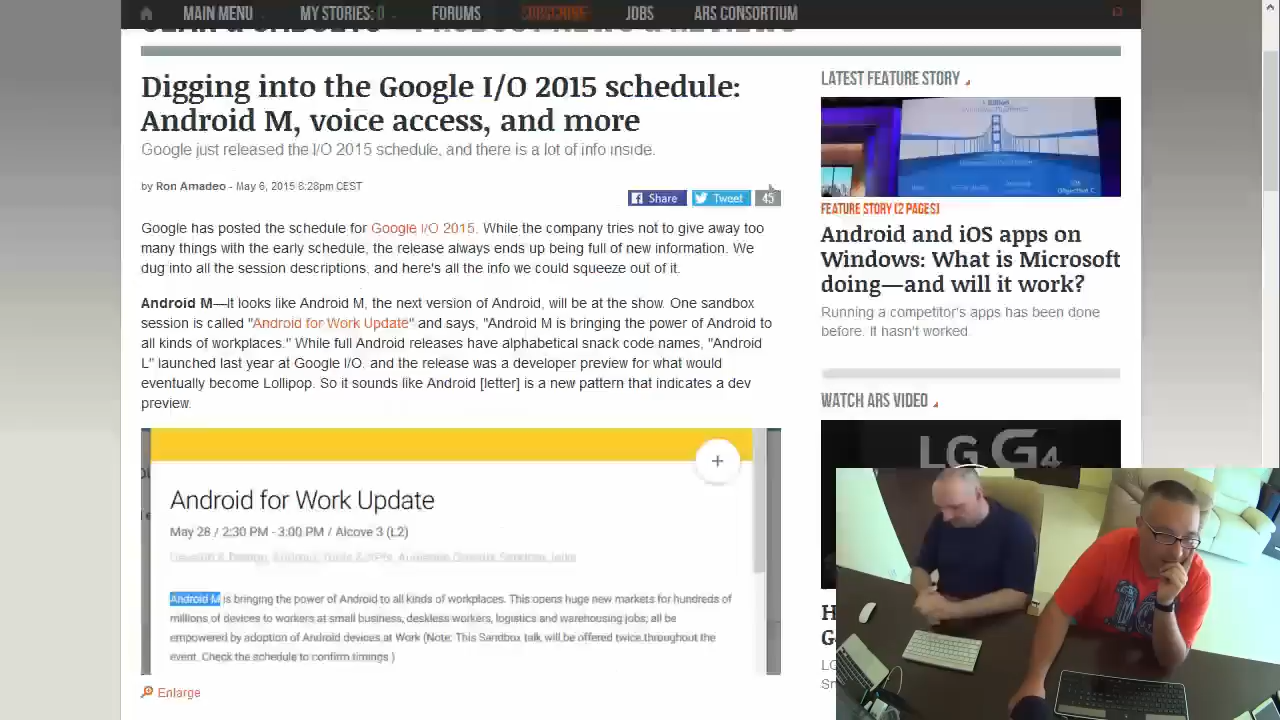 MAIN MENU
MY STORIES: 0
FORUMS
SUBSCRIBE
JOBS
ARS CONSORTIUM
Digging into the Google I/O 2015 schedule:
Android M, voice access, and more
Google just released the I/O 2015 schedule, and there is a lot of info inside.
by Ron Amadeo - May 6, 2015 8:28pm CEST
Share
Tweet
45
Google has posted the schedule for Google I/O 2015. While the company tries not to give away too
many things with the early schedule, the release always ends up being full of new information. We
dug into all the session descriptions, and here's all the info we could squeeze out of it.
Android M—It looks like Android M, the next version of Android, will be at the show. One sandbox
session is called "Android for Work Update" and says, "Android M is bringing the power of Android to
all kinds of workplaces." While full Android releases have alphabetical snack code names, "Android
L" launched last year at Google I/O, and the release was a developer preview for what would
eventually become Lollipop. So it sounds like Android [letter] is a new pattern that indicates a dev
preview.
+
Android for Work Update
May 28 / 2:30 PM - 3:00 PM / Alcove 3 (L2)
Android M is bringing the power of Android to all kinds of workplaces. This opens huge new markets for hundreds of
millions of devices to workers at small business, deskless workers, logistics and warehousing jobs; all be
empowered by adoption of Android devices at Work (Note: This Sandbox talk will be offered twice throughout the
event. Check the schedule to confirm timings.)
Enlarge
LATEST FEATURE STORY
FEATURE STORY (2 PAGES)
Android and iOS apps on
Windows: What is Microsoft
doing—and will it work?
Running a competitor's apps has been done
before. It hasn't worked.
WATCH ARS VIDEO
LG G4